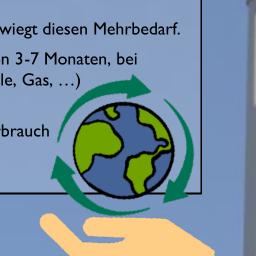 wiegt diesen Mehrbedarf.
n 3-7 Monaten, bei
le, Gas, …)
brauch